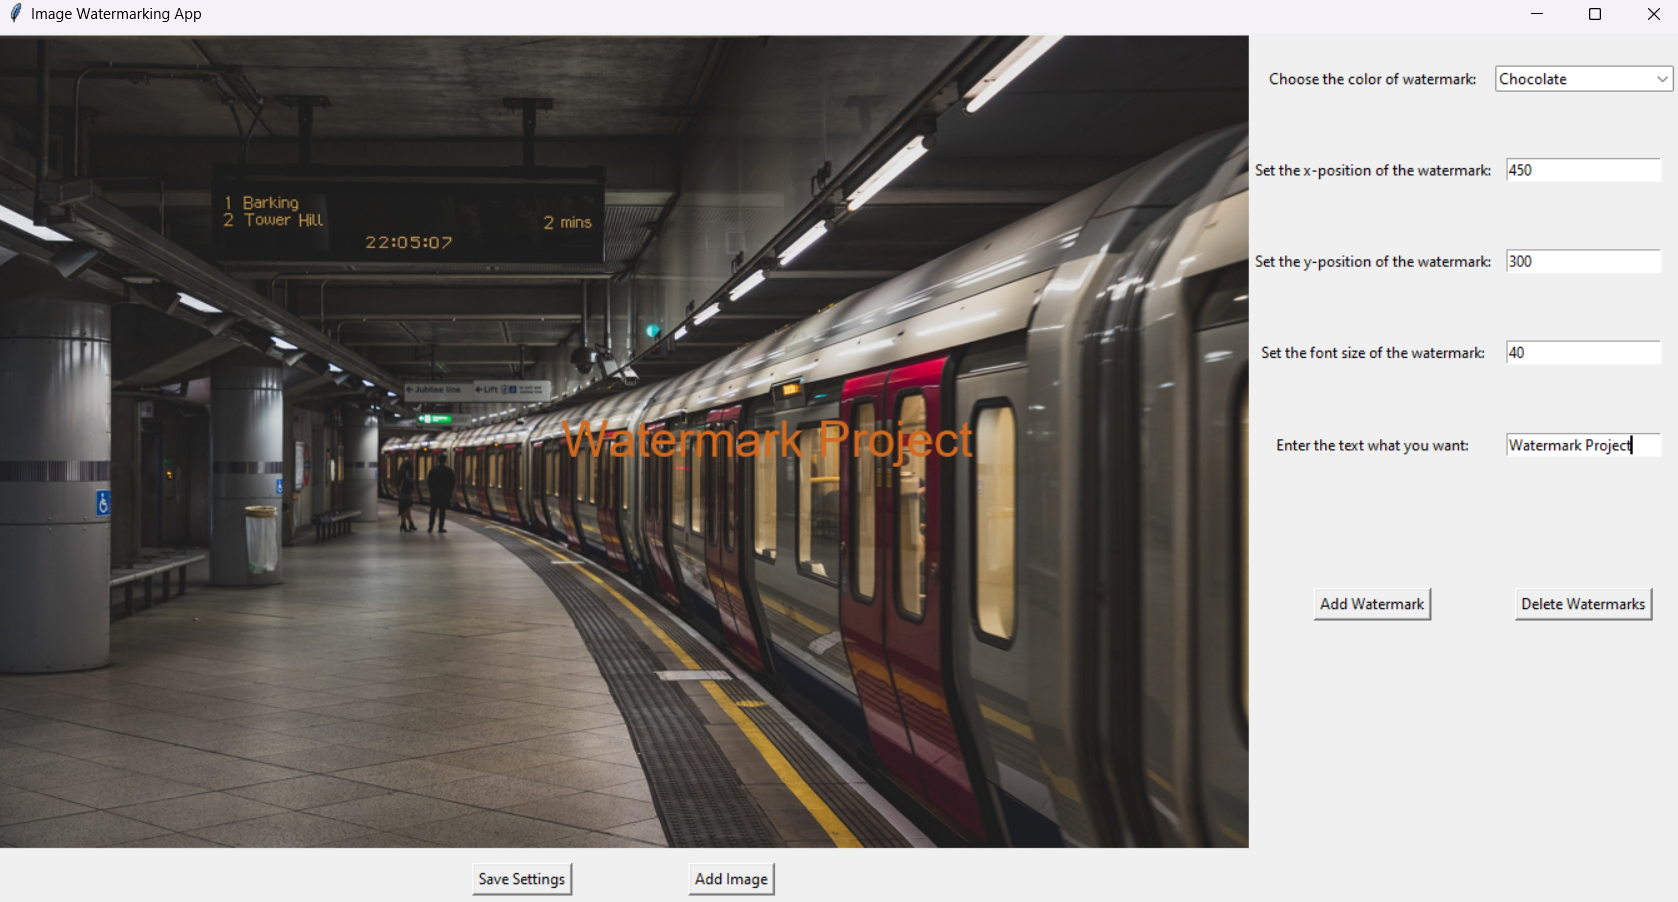 Image Watermarking App
Choose the color of watermark: Chocolate
1 Barking
2 Tower Hill 2 mins
22:05:07
Set the x-position of the watermark: 450
Set the y-position of the watermark: 300
Set the font size of the watermark: 40
←Jubilee line ←Lift
Watermark Project
Enter the text what you want: Watermark Project
Add Watermark Delete Watermarks
Save Settings Add Image